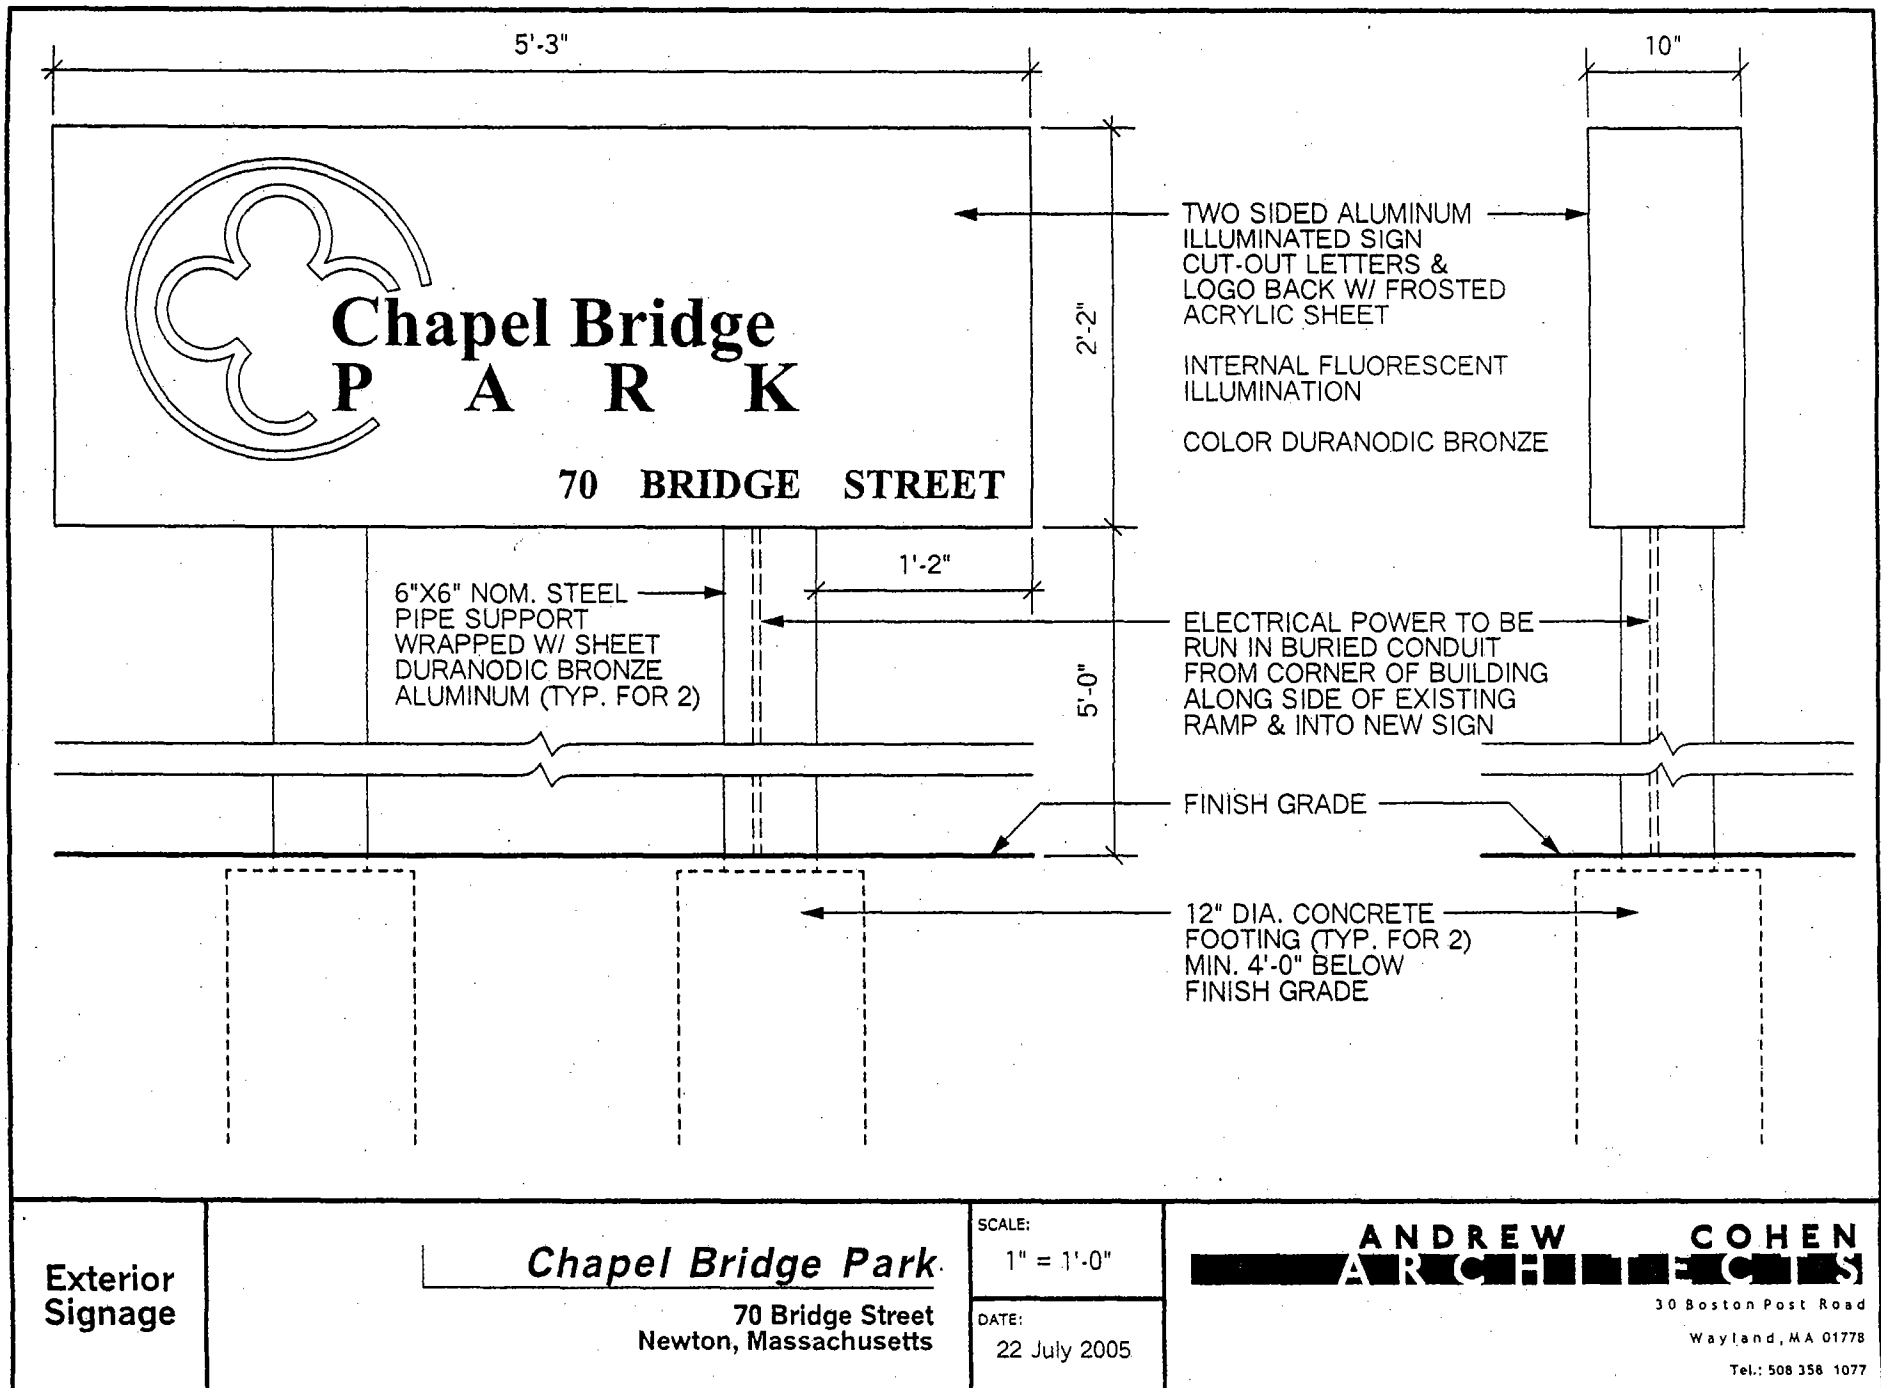 5'-3"
10"
Chapel Bridge
PARK
70 BRIDGE STREET
2'-2"
TWO SIDED ALUMINUM
ILLUMINATED SIGN
CUT-OUT LETTERS &
LOGO BACK W/ FROSTED
ACRYLIC SHEET
INTERNAL FLUORESCENT
ILLUMINATION
COLOR DURANODIC BRONZE
1'-2"
6"X6" NOM. STEEL
PIPE SUPPORT
WRAPPED W/ SHEET
DURANODIC BRONZE
ALUMINUM (TYP. FOR 2)
5'-0"
ELECTRICAL POWER TO BE
RUN IN BURIED CONDUIT
FROM CORNER OF BUILDING
ALONG SIDE OF EXISTING
RAMP & INTO NEW SIGN
FINISH GRADE
12" DIA. CONCRETE
FOOTING (TYP. FOR 2)
MIN. 4'-0" BELOW
FINISH GRADE
Exterior
Signage
Chapel Bridge Park
70 Bridge Street
Newton, Massachusetts
SCALE:
1" = 1'-0"
DATE:
22 July 2005
ANDREW COHEN
ARCHITECTS
30 Boston Post Road
Wayland, MA 01778
Tel.: 508 358 1077